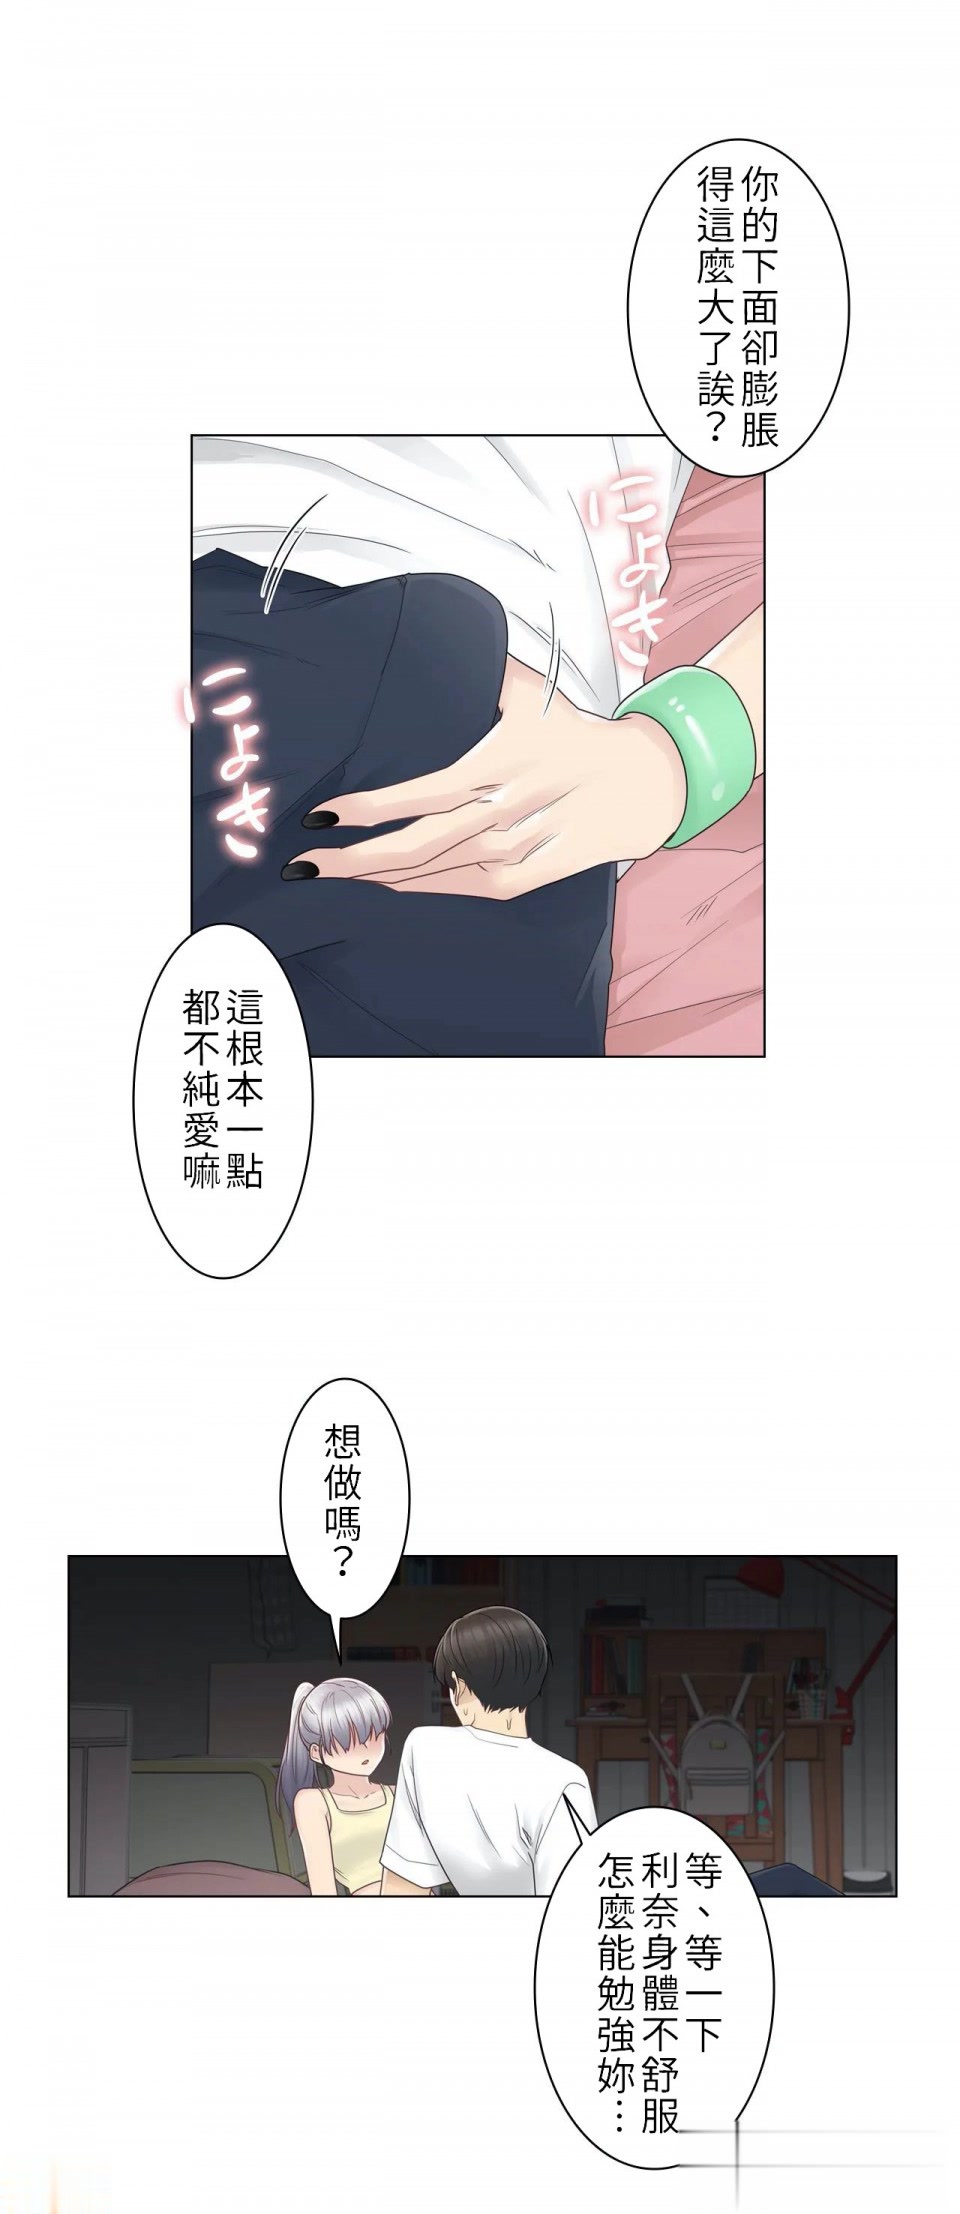 你的下面卻膨脹
得這麼大了誒？
にょき
にょき
這根本一點
都不純愛嘛
想做嗎？
等、等一下
利奈身體不舒服
怎麼能勉強妳…